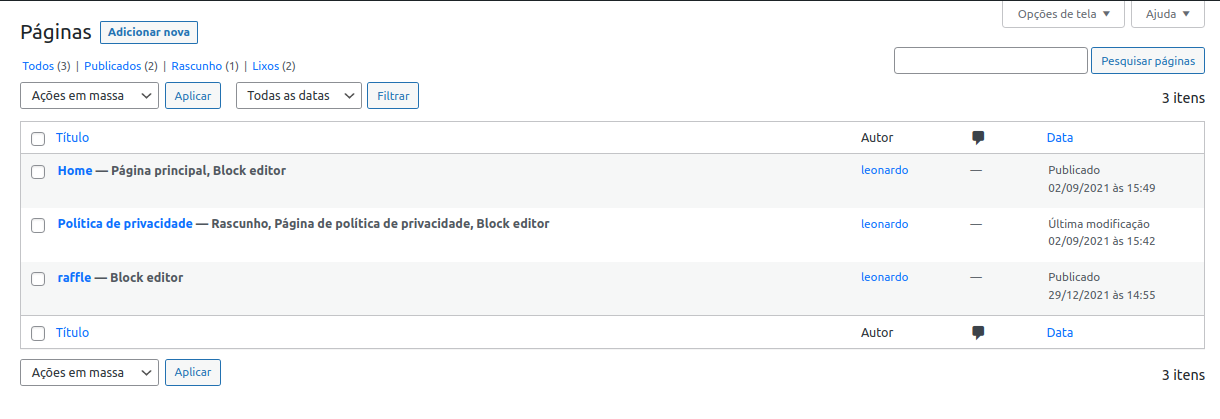 Opções de tela ▼ Ajuda ▼
Páginas Adicionar nova
Todos (3) | Publicados (2) | Rascunho (1) | Lixos (2)
Pesquisar páginas
Ações em massa Aplicar Todas as datas Filtrar 3 itens
Título Autor Data
Home — Página principal, Block editor leonardo — Publicado
02/09/2021 às 15:49
Política de privacidade — Rascunho, Página de política de privacidade, Block editor leonardo — Última modificação
02/09/2021 às 15:42
raffle — Block editor leonardo — Publicado
29/12/2021 às 14:55
Título Autor Data
Ações em massa Aplicar 3 itens